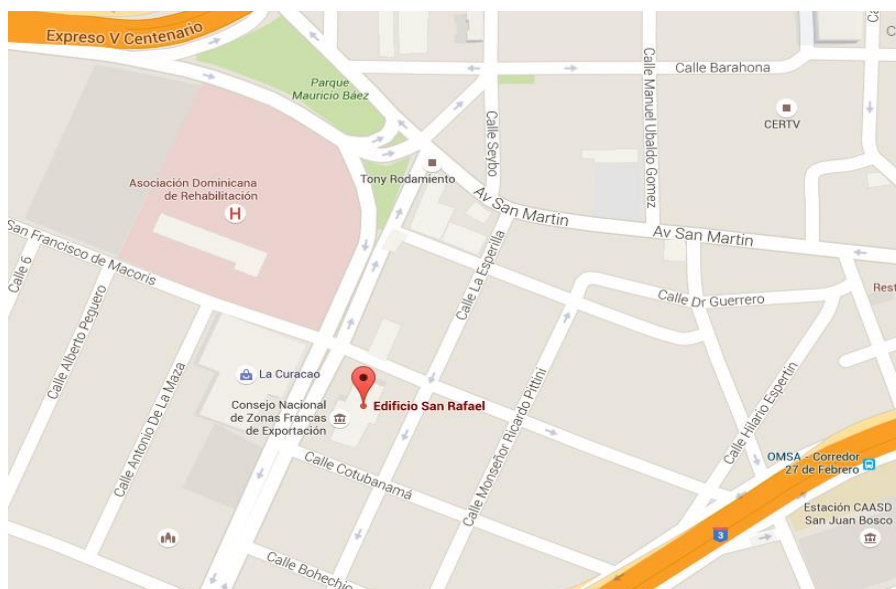 Expreso V Centenario
Parque
Mauricio Báez
Calle Barahona
Calle Manuel Ubaldo Gomez
CERTV
Calle Seybo
Tony Rodamiento
Asociación Dominicana
de Rehabilitación
H
Av San Martin
Av San Martin
San Francisco de Macoris
Calle 6
Calle La Esperilla
Calle Dr Guerrero
Rest
Calle Alberto Peguero
Calle Antonio De La Maza
La Curacao
Edificio San Rafael
Consejo Nacional
de Zonas Francas
de Exportación
Calle Monseñor Ricardo Pittini
Calle Hilario Espertin
OMSA - Corredor
27 de Febrero
Calle Cotubanamá
Estación CAASD
San Juan Bosco
3
Calle Bohechio